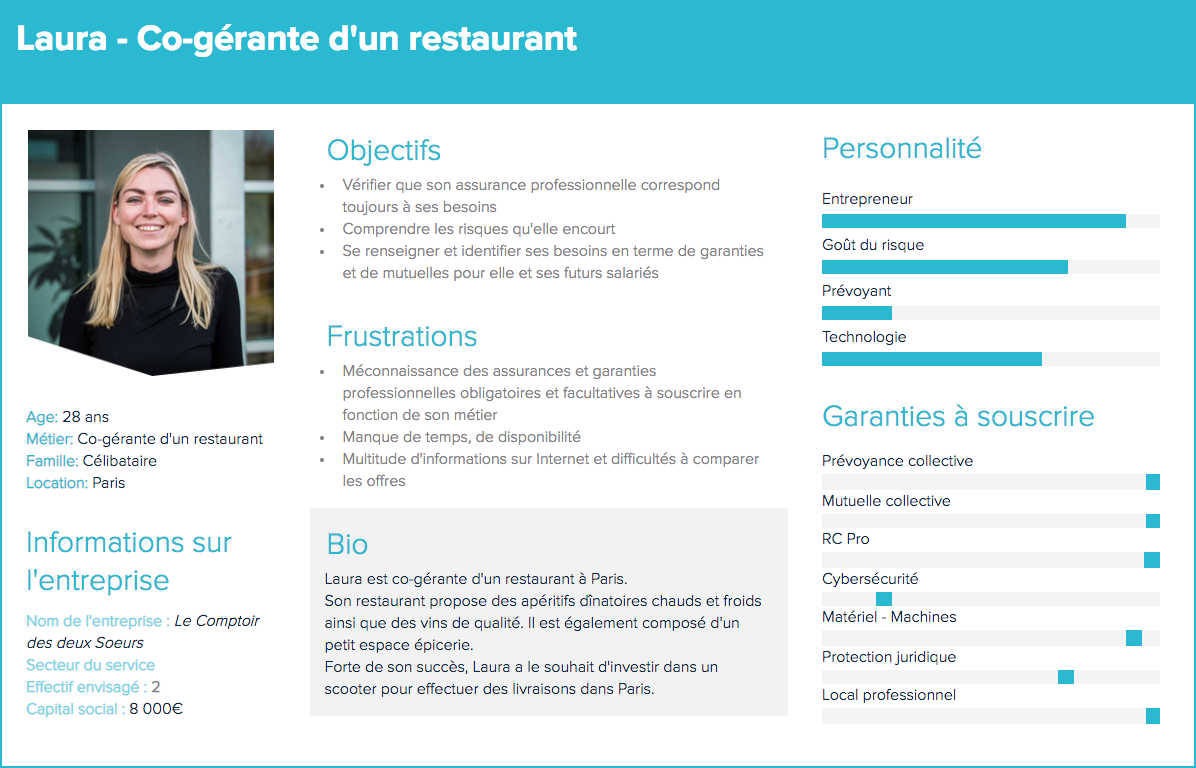 Laura - Co-gérante d'un restaurant
Age: 28 ans
Métier: Co-gérante d'un restaurant
Famille: Célibataire
Location: Paris
Informations sur
l'entreprise
Nom de l'entreprise : Le Comptoir
des deux Soeurs
Secteur du service
Effectif envisagé : 2
Capital social : 8 000€
Objectifs
• Vérifier que son assurance professionnelle correspond
toujours à ses besoins
• Comprendre les risques qu'elle encourt
• Se renseigner et identifier ses besoins en terme de garanties
et de mutuelles pour elle et ses futurs salariés
Frustrations
• Méconnaissance des assurances et garanties
professionnelles obligatoires et facultatives à souscrire en
fonction de son métier
• Manque de temps, de disponibilité
• Multitude d'informations sur Internet et difficultés à comparer
les offres
Bio
Laura est co-gérante d'un restaurant à Paris.
Son restaurant propose des apéritifs dînatoires chauds et froids
ainsi que des vins de qualité. Il est également composé d'un
petit espace épicerie.
Forte de son succès, Laura a le souhait d'investir dans un
scooter pour effectuer des livraisons dans Paris.
Personnalité
Entrepreneur
Goût du risque
Prévoyant
Technologie
Garanties à souscrire
Prévoyance collective
Mutuelle collective
RC Pro
Cybersécurité
Matériel - Machines
Protection juridique
Local professionnel